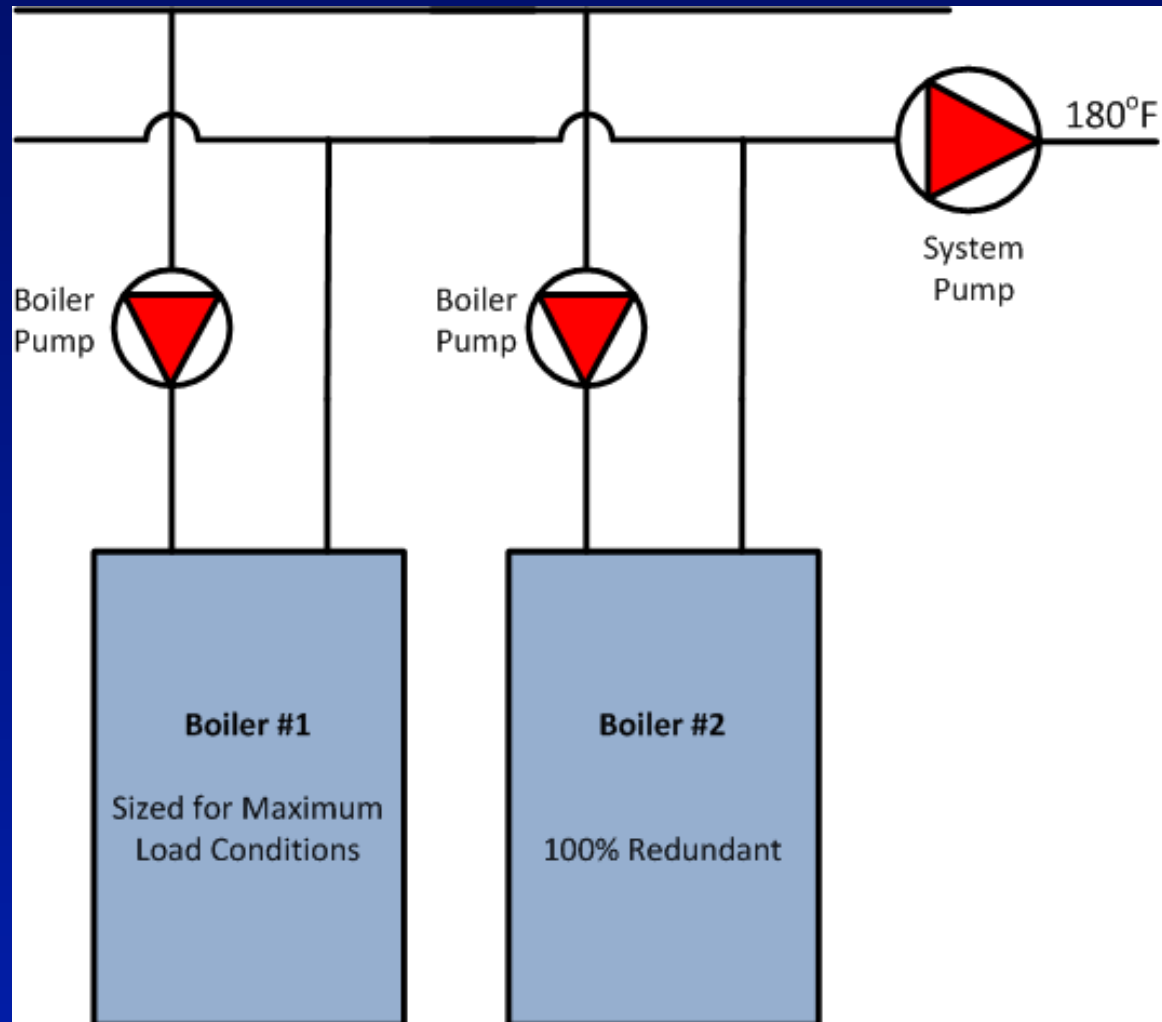 180°F
System
Pump
Boiler
Pump
Boiler
Pump
Boiler #1
Sized for Maximum
Load Conditions
Boiler #2
100% Redundant